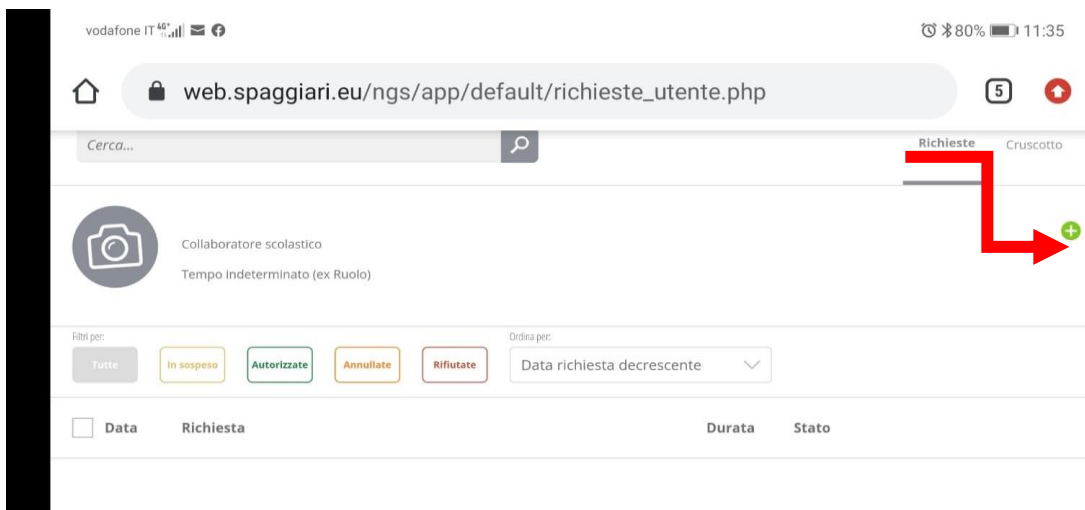 vodafone IT 4G+ 80% 11:35
web.spaggiari.eu/ngs/app/default/richieste_utente.php 5
Cerca...
Richieste Cruscotto
Collaboratore scolastico
Tempo Indeterminato (ex Ruolo)
Filtri per: Ordina per:
Tutte In sospeso Autorizzate Annullate Rifiutate Data richiesta decrescente
Data Richiesta Durata Stato